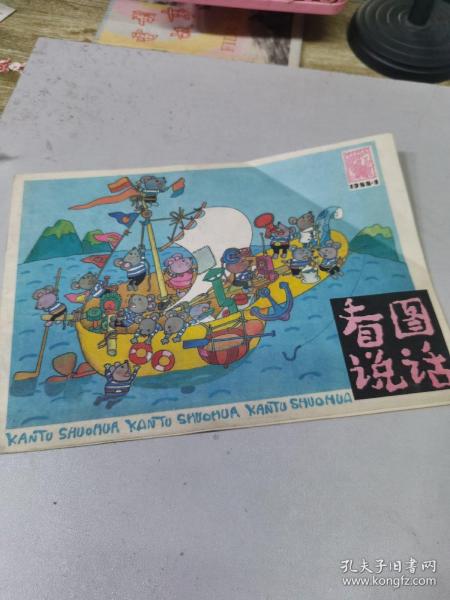 1988.1
看图
说话
KANTU SHUOHUA KANTU SHUOHUA KANTU SHUOHUA
孔夫子旧书网
www.kongfz.com